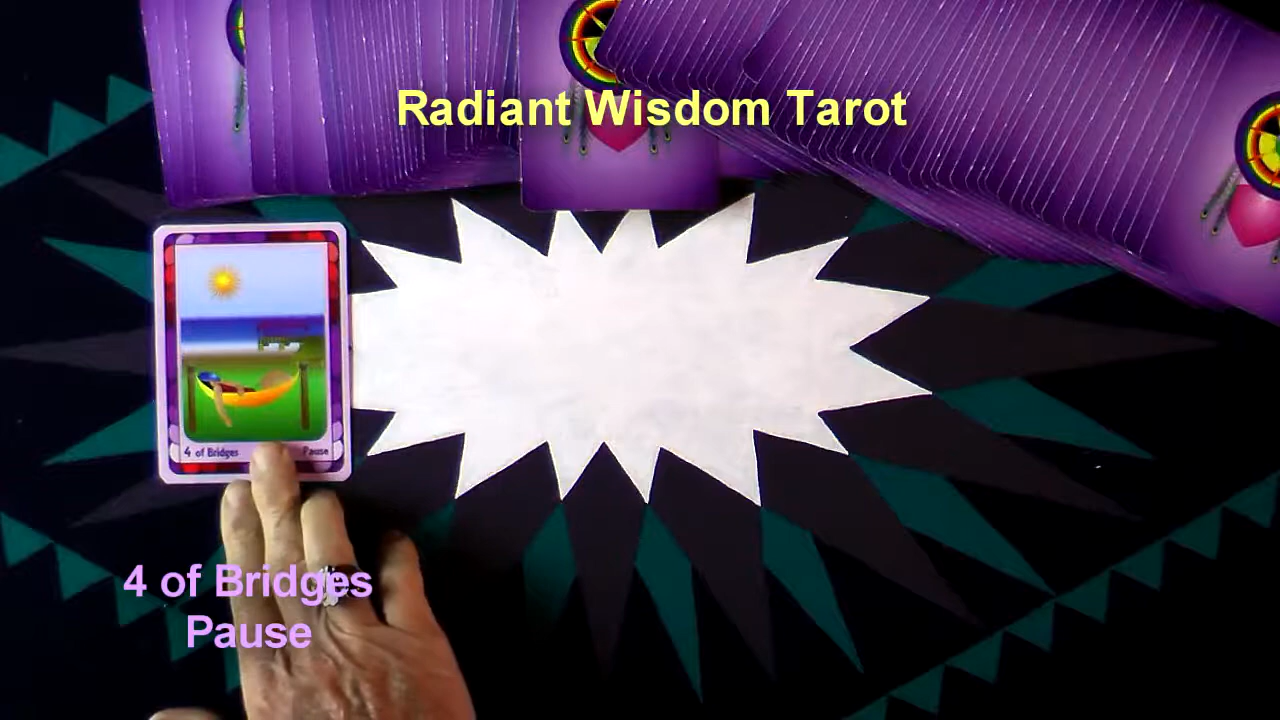 Radiant Wisdom Tarot
4 of Bridges Pause
4 of Bridges
Pause